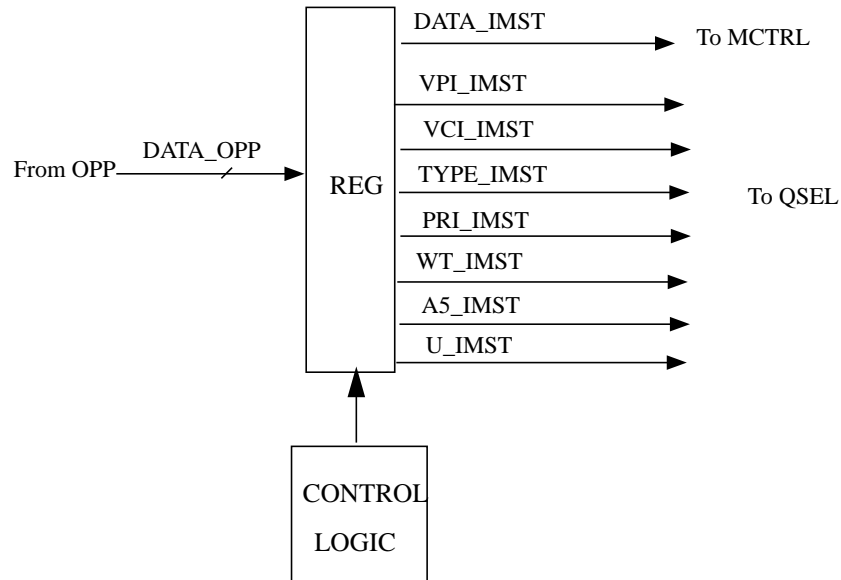 DATA_IMST
To MCTRL
VPI_IMST
VCI_IMST
DATA_OPP
From OPP
TYPE_IMST
REG
To QSEL
PRI_IMST
WT_IMST
A5_IMST
U_IMST
CONTROL
LOGIC